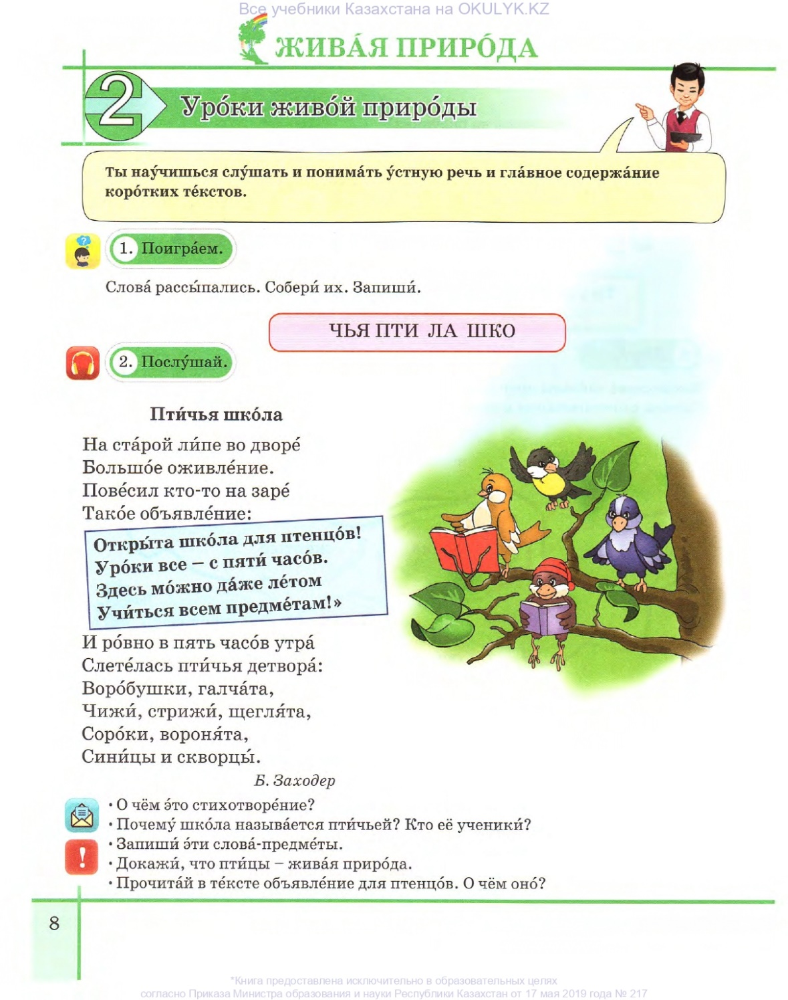 Все учебники Казахстана на OKULYK.KZ
ЖИВА́Я ПРИРО́ДА
2
Уро́ки живо́й приро́ды
Ты нау́чишься слу́шать и понима́ть у́стную речь и гла́вное содержа́ние
коро́тких те́кстов.
1. Поигра́ем.
Слова́ рассы́пались. Собери́ их. Запиши́.
ЧЬЯ ПТИ ЛА ШКО
2. Послу́шай.
Пти́чья шко́ла
На ста́рой ли́пе во дворе́
Большо́е оживле́ние.
Пове́сил кто-то на заре́
Тако́е объявле́ние:
Откры́та шко́ла для птенцо́в!
Уро́ки все – с пяти́ часо́в.
Здесь мо́жно да́же ле́том
Учи́ться всем предме́там!»
И ро́вно в пять часо́в утра́
Слете́лась пти́чья детвора́:
Воро́бушки, галча́та,
Чижи́, стрижи́, щегля́та,
Соро́ки, вороня́та,
Сини́цы и скворцы́.
Б. Заходер
• О чём э́то стихотворе́ние?
• Почему́ шко́ла называ́ется пти́чьей? Кто её ученики́?
• Запиши́ э́ти слова́-предме́ты.
• Докажи́, что пти́цы – жива́я приро́да.
• Прочита́й в те́ксте объявле́ние для птенцо́в. О чём оно́?
8
*Книга предоставлена исключительно в образовательных целях
согласно Приказа Министра образования и науки Республики Казахстан от 17 мая 2019 года № 217